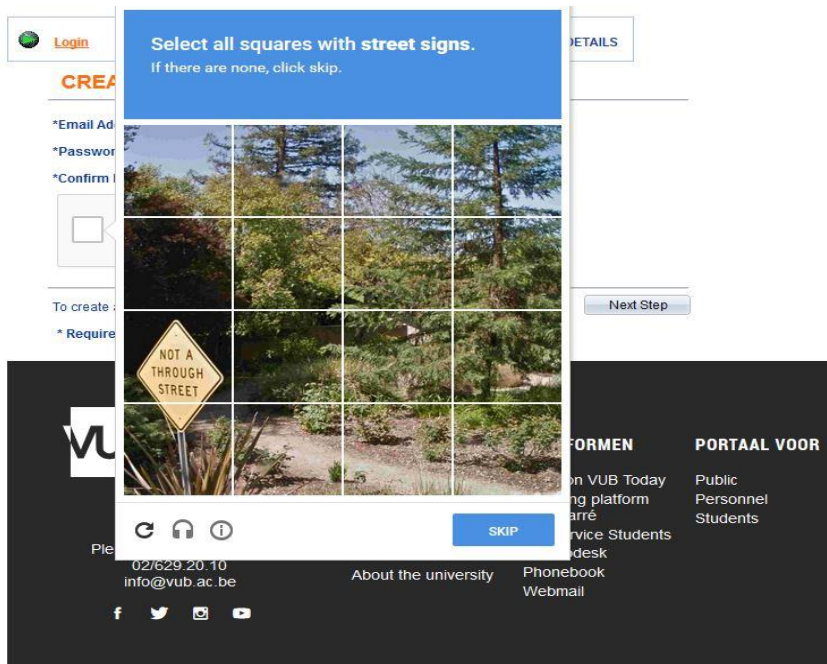 Login
DETAILS
CREA
*Email Ad
*Passwor
*Confirm
To create
* Require
Next Step
Select all squares with street signs.
If there are none, click skip.
NOT A
THROUGH
STREET
SKIP
VU
Ple
02/629.20.10
info@vub.ac.be
About the university
FORMEN
on VUB Today
ng platform
arré
rvice Students
pdesk
Phonebook
Webmail
PORTAAL VOOR
Public
Personnel
Students